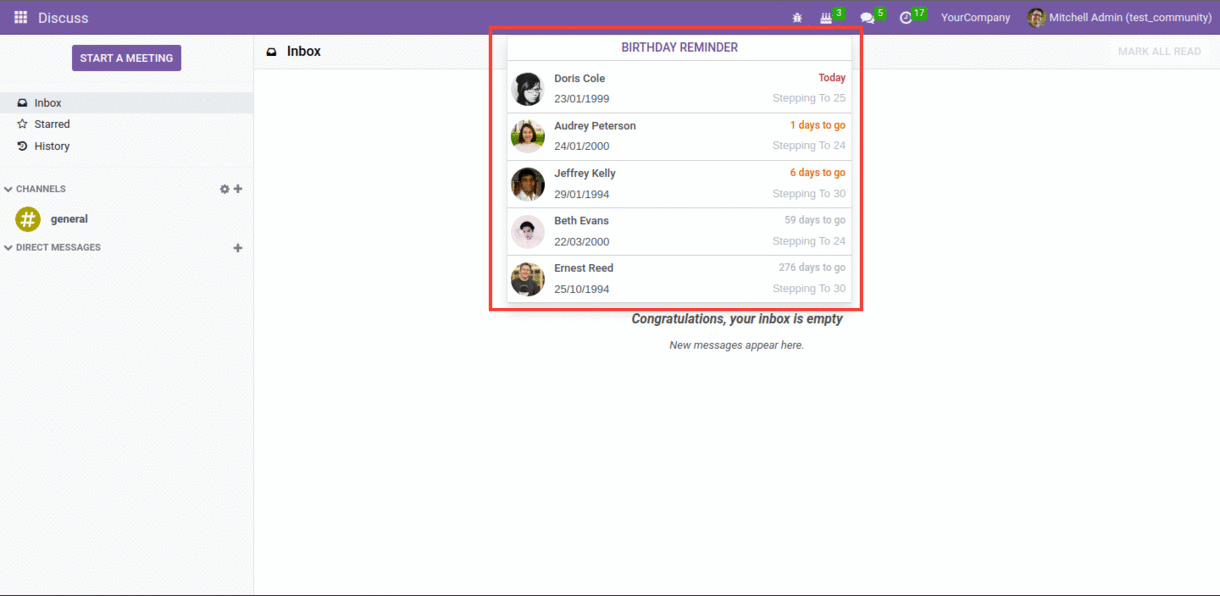 Discuss
3
5
17
YourCompany
Mitchell Admin (test_community)
START A MEETING
Inbox
MARK ALL READ
Inbox
Starred
History
CHANNELS
general
DIRECT MESSAGES
BIRTHDAY REMINDER
Doris Cole
Today
23/01/1999
Stepping To 25
Audrey Peterson
1 days to go
24/01/2000
Stepping To 24
Jeffrey Kelly
6 days to go
29/01/1994
Stepping To 30
Beth Evans
59 days to go
22/03/2000
Stepping To 24
Ernest Reed
276 days to go
25/10/1994
Stepping To 30
Congratulations, your inbox is empty
New messages appear here.